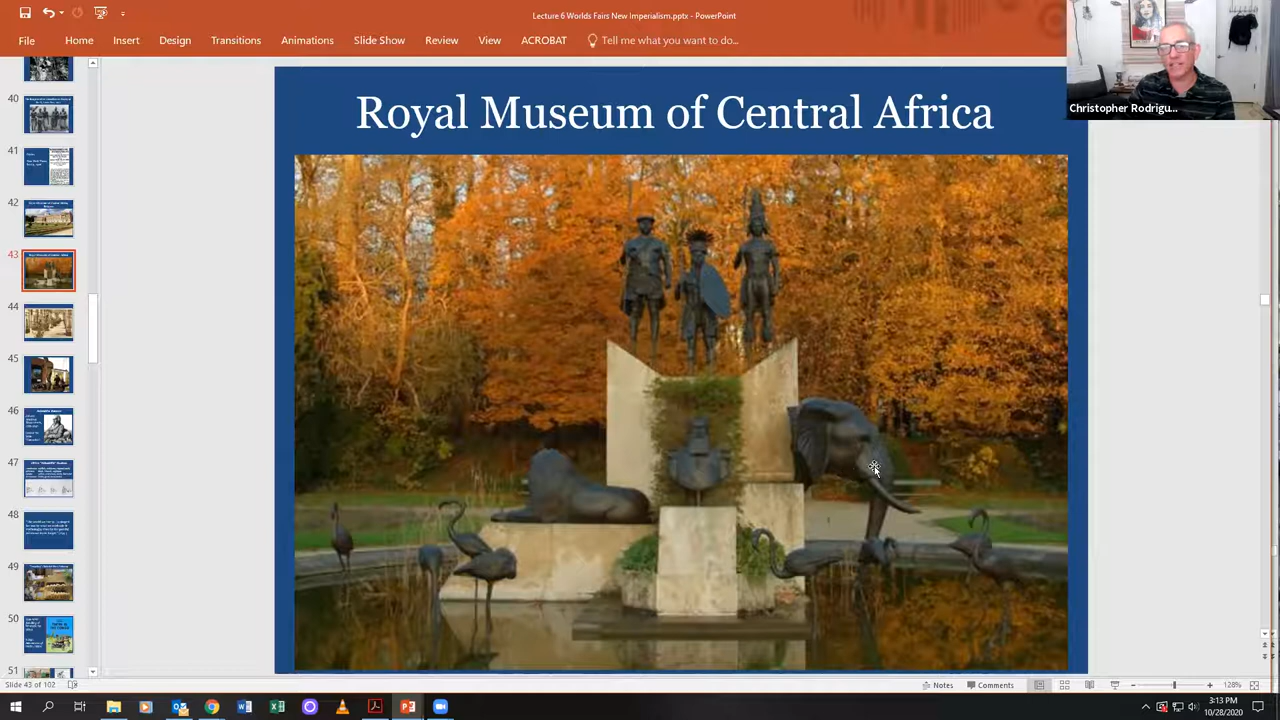 Lecture 6 Worlds Fairs New Imperialism.pptx - PowerPoint
File Home Insert Design Transitions Animations Slide Show Review View ACROBAT Tell me what you want to do...
Christopher Rodrigu...
Royal Museum of Central Africa
40
41
42
43
44
45
46
47
48
49
50
51
Slide 43 of 102
Notes
Comments
128%
3:13 PM
10/28/2020